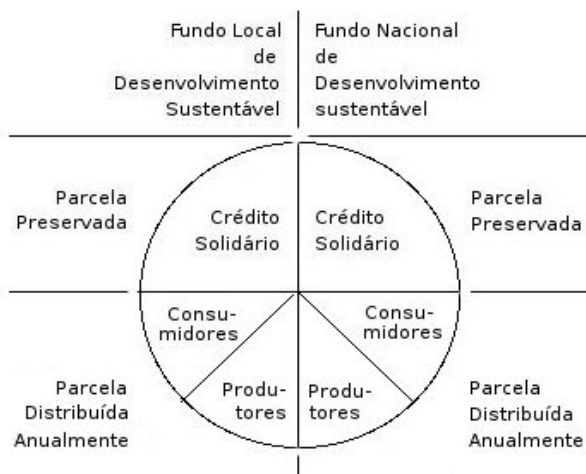 Fundo Local
de
Desenvolvimento
Sustentável
Fundo Nacional
de
Desenvolvimento
sustentável
Parcela
Preservada
Crédito
Solidário
Crédito
Solidário
Parcela
Preservada
Consu-
midores
Consu-
midores
Produ-
tores
Produ-
tores
Parcela
Distribuída
Anualmente
Parcela
Distribuída
Anualmente